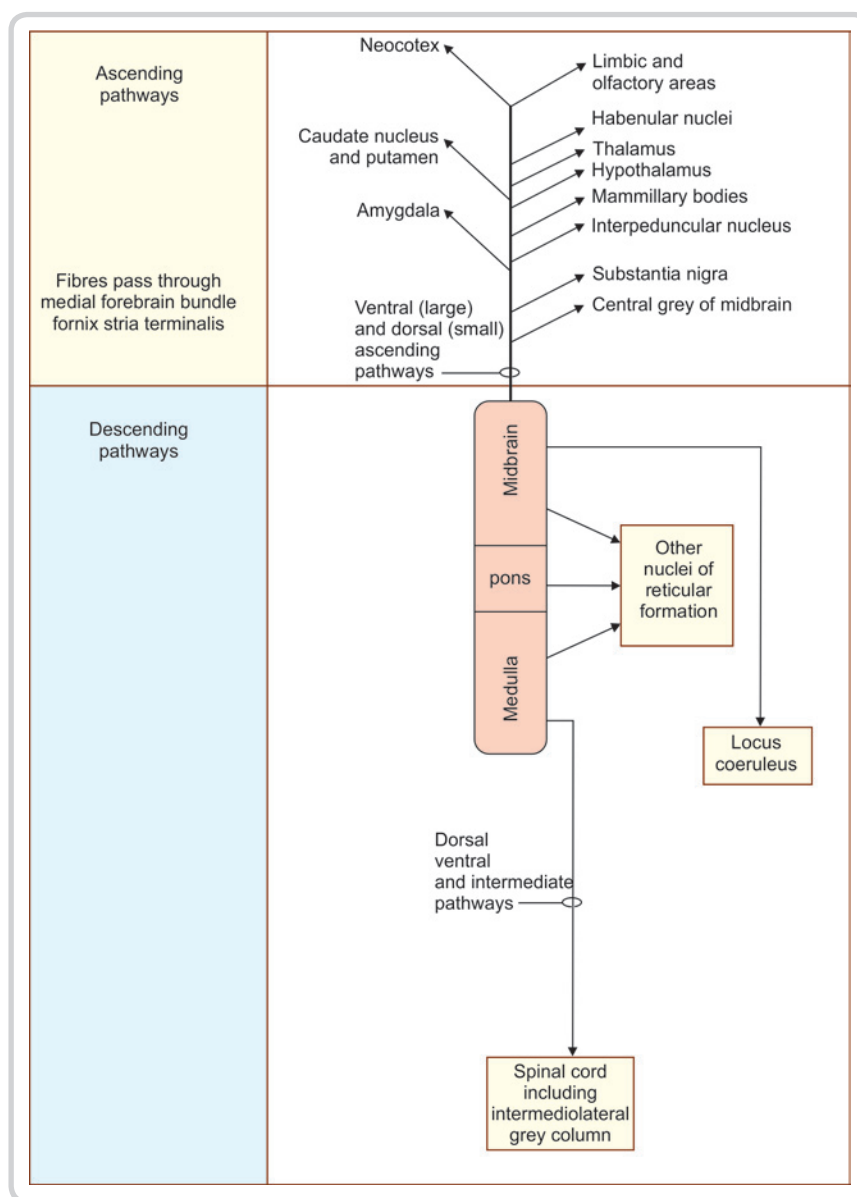 Ascending
pathways
Fibres pass through
medial forebrain bundle
fornix stria terminalis
Neocotex
Caudate nucleus
and putamen
Amygdala
Ventral (large)
and dorsal (small)
ascending
pathways
Limbic and
olfactory areas
Habenular nuclei
Thalamus
Hypothalamus
Mammillary bodies
Interpeduncular nucleus
Substantia nigra
Central grey of midbrain
Descending
pathways
Midbrain
pons
Medulla
Other
nuclei of
reticular
formation
Locus
coeruleus
Dorsal
ventral
and intermediate
pathways
Spinal cord
including
intermediolateral
grey column